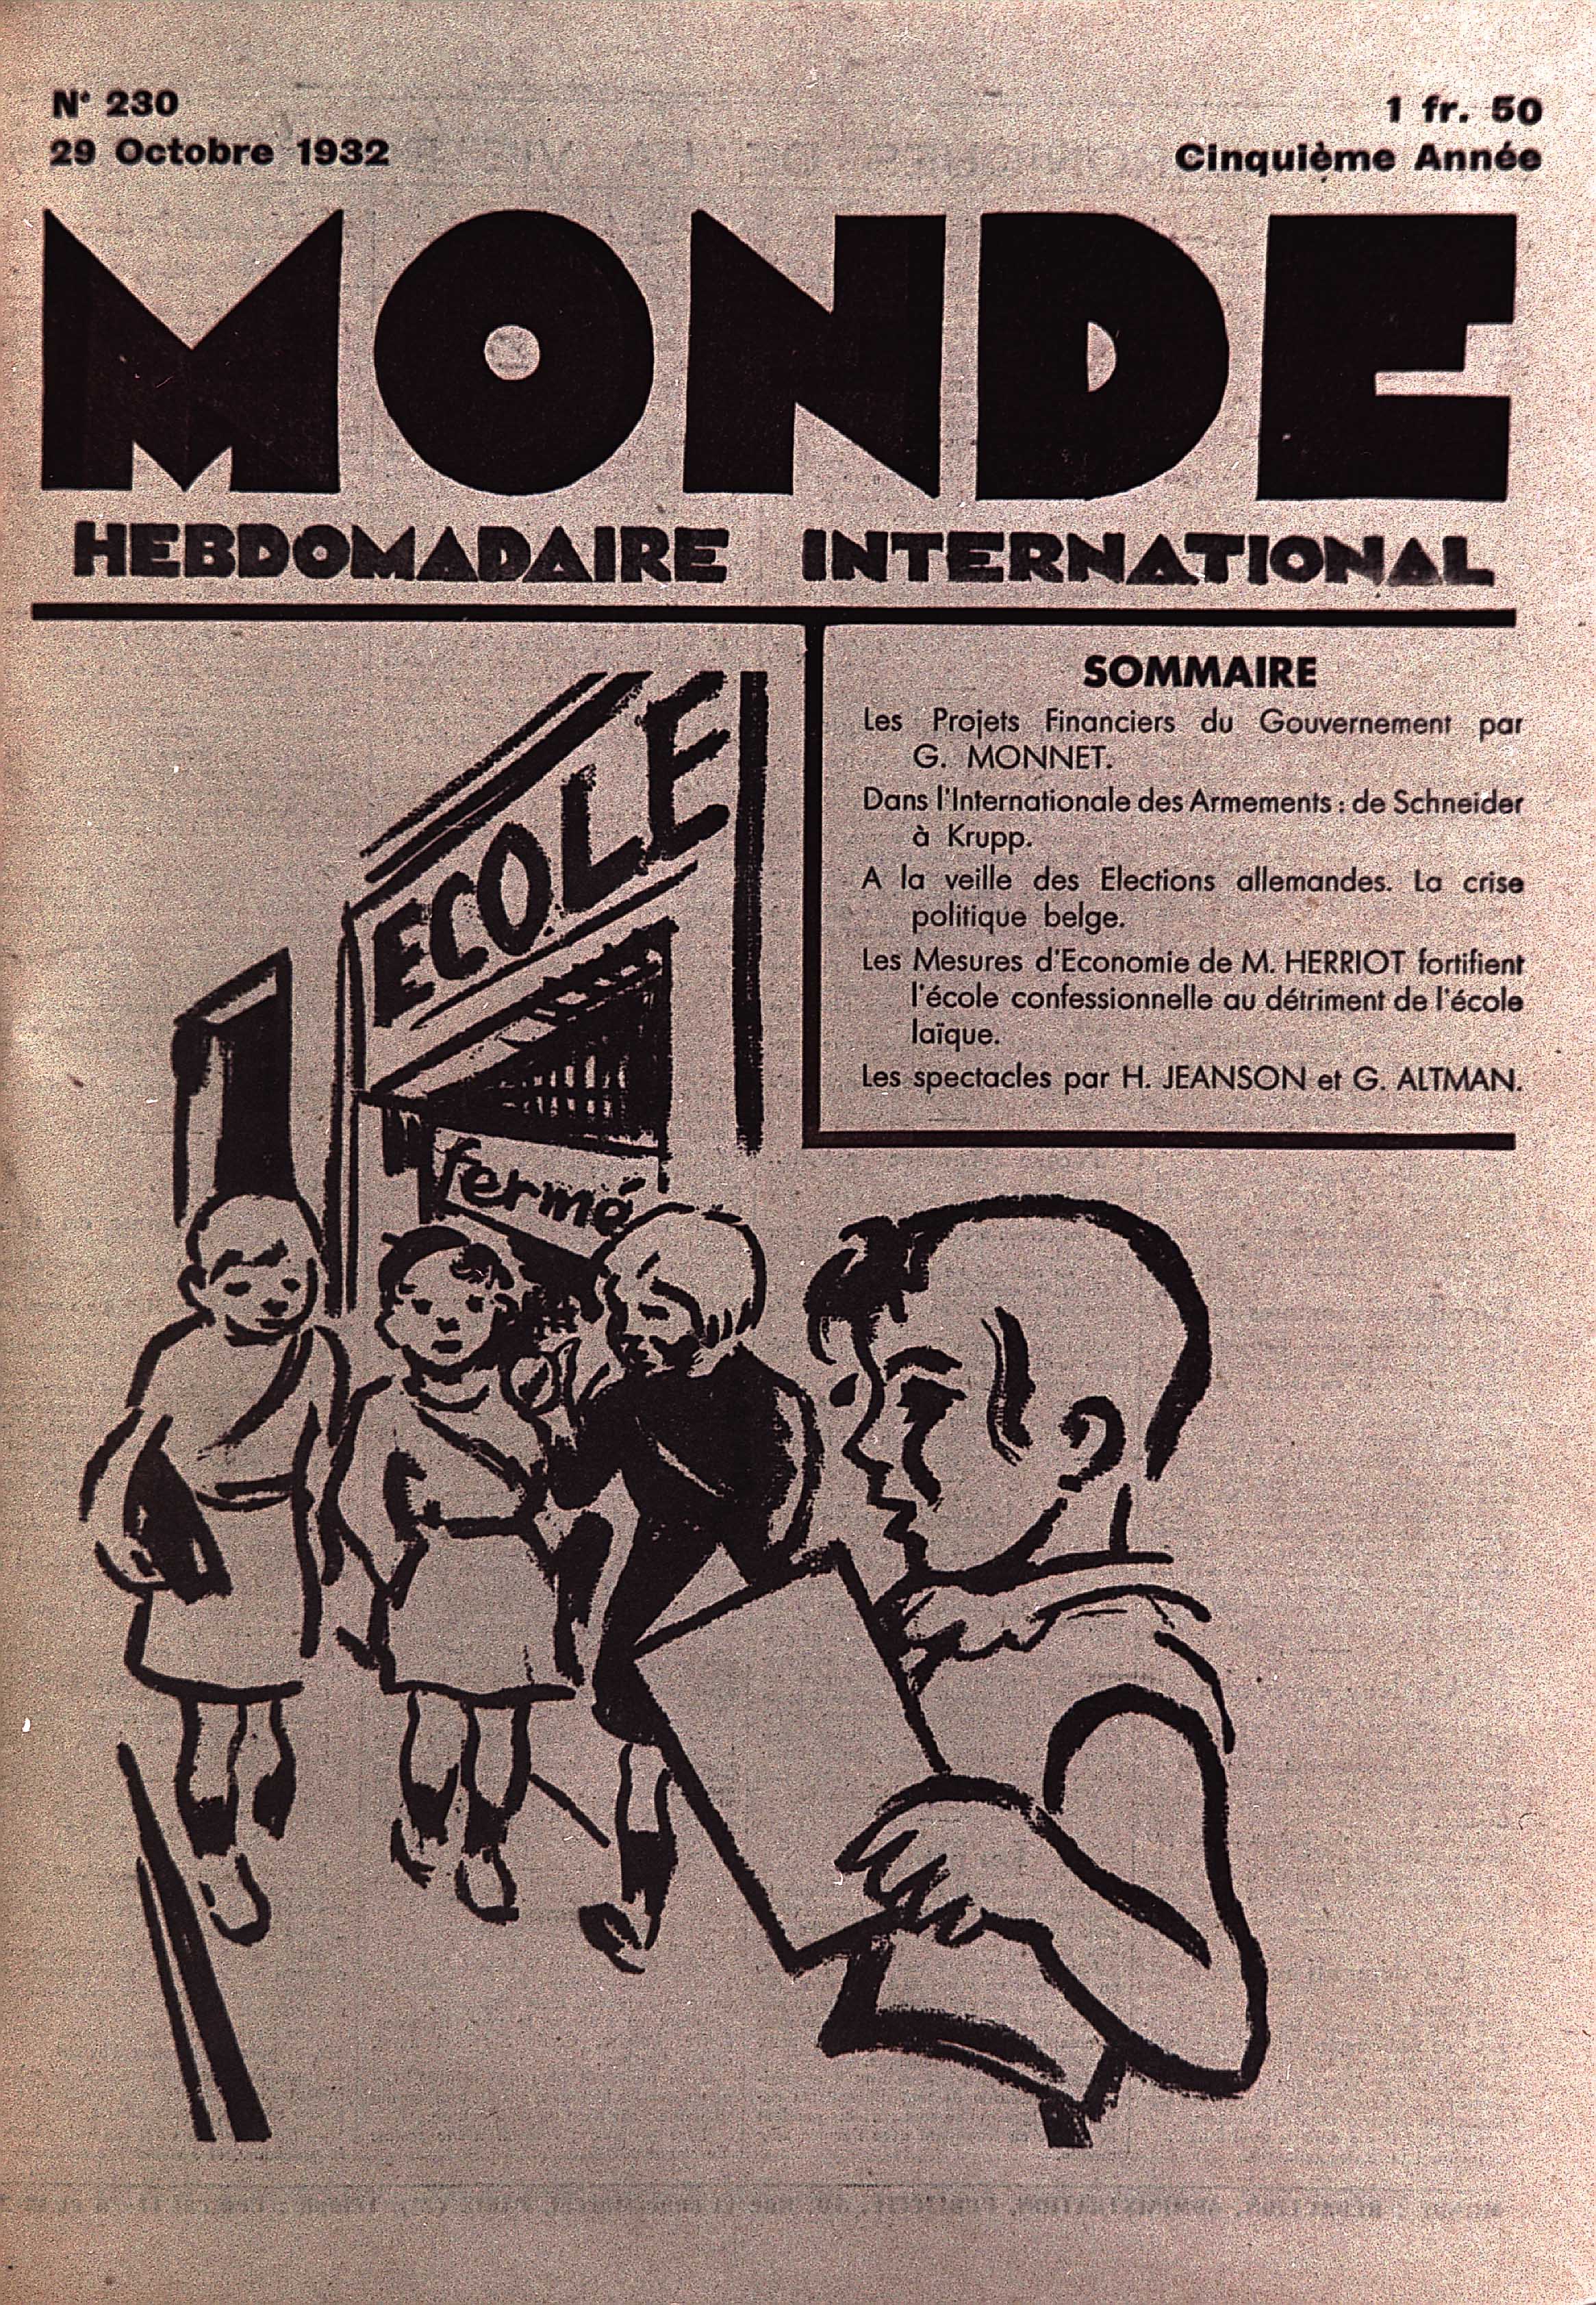 N° 230
29 Octobre 1932
1 fr. 50
Cinquième Année
MONDE
HEBDOMADAIRE INTERNATIONAL
SOMMAIRE
Les Projets Financiers du Gouvernement par
G. MONNET.
Dans l'Internationale des Armements : de Schneider
à Krupp.
A la veille des Elections allemandes. La crise
politique belge.
Les Mesures d'Economie de M. HERRIOT fortifient
l'école confessionnelle au détriment de l'école
laïque.
Les spectacles par H. JEANSON et G. ALTMAN.
ECOLE
fermé